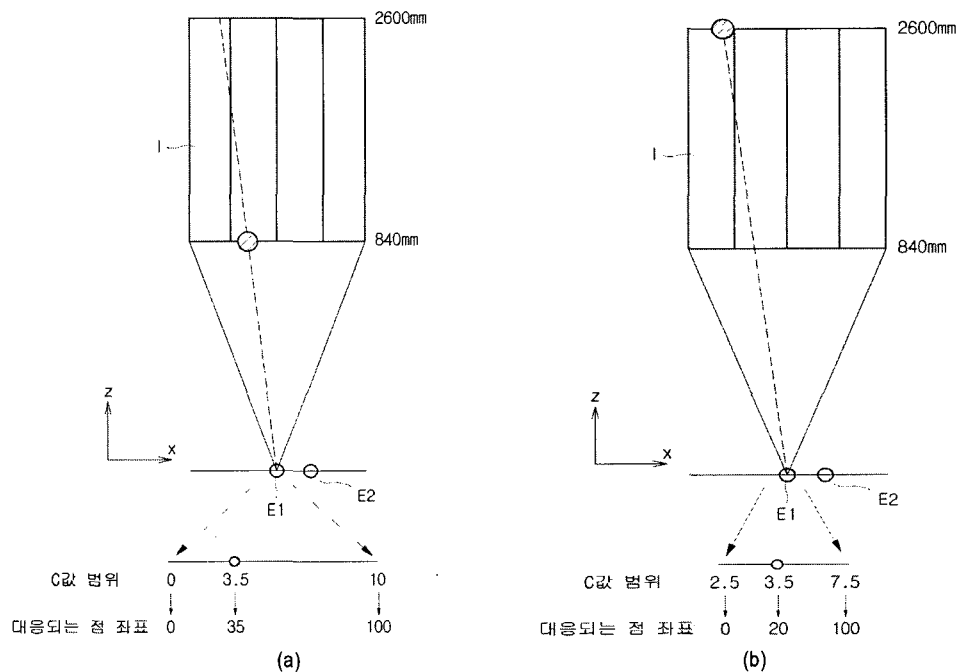 2600mm
I
840mm
z
x
E1
E2
C값 범위 0 3.5 10
대응되는 점 좌표 0 35 100
(a)
2600mm
I
840mm
z
x
E1
E2
C값 범위 2.5 3.5 7.5
대응되는 점 좌표 0 20 100
(b)